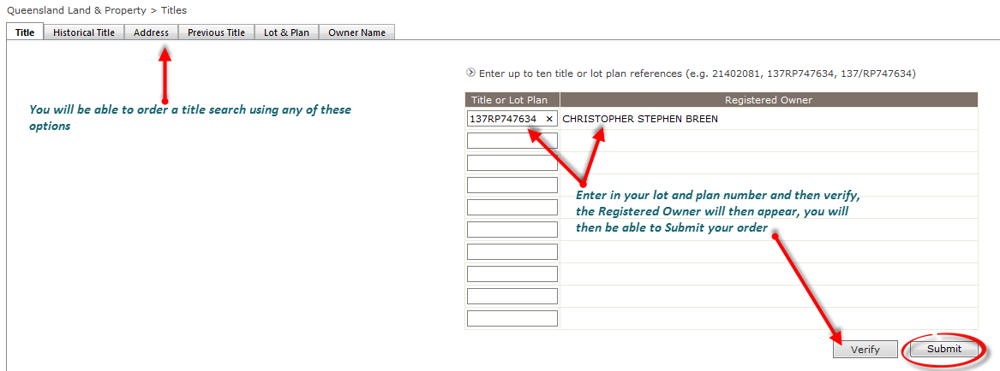 Queensland Land & Property > Titles
Title Historical Title Address Previous Title Lot & Plan Owner Name
Enter up to ten title or lot plan references (e.g. 21402081, 137RP747634, 137/RP747634)
You will be able to order a title search using any of these
options
Title or Lot Plan Registered Owner
137RP747634 × CHRISTOPHER STEPHEN BREEN
Enter in your lot and plan number and then verify,
the Registered Owner will then appear, you will
then be able to Submit your order
Verify Submit